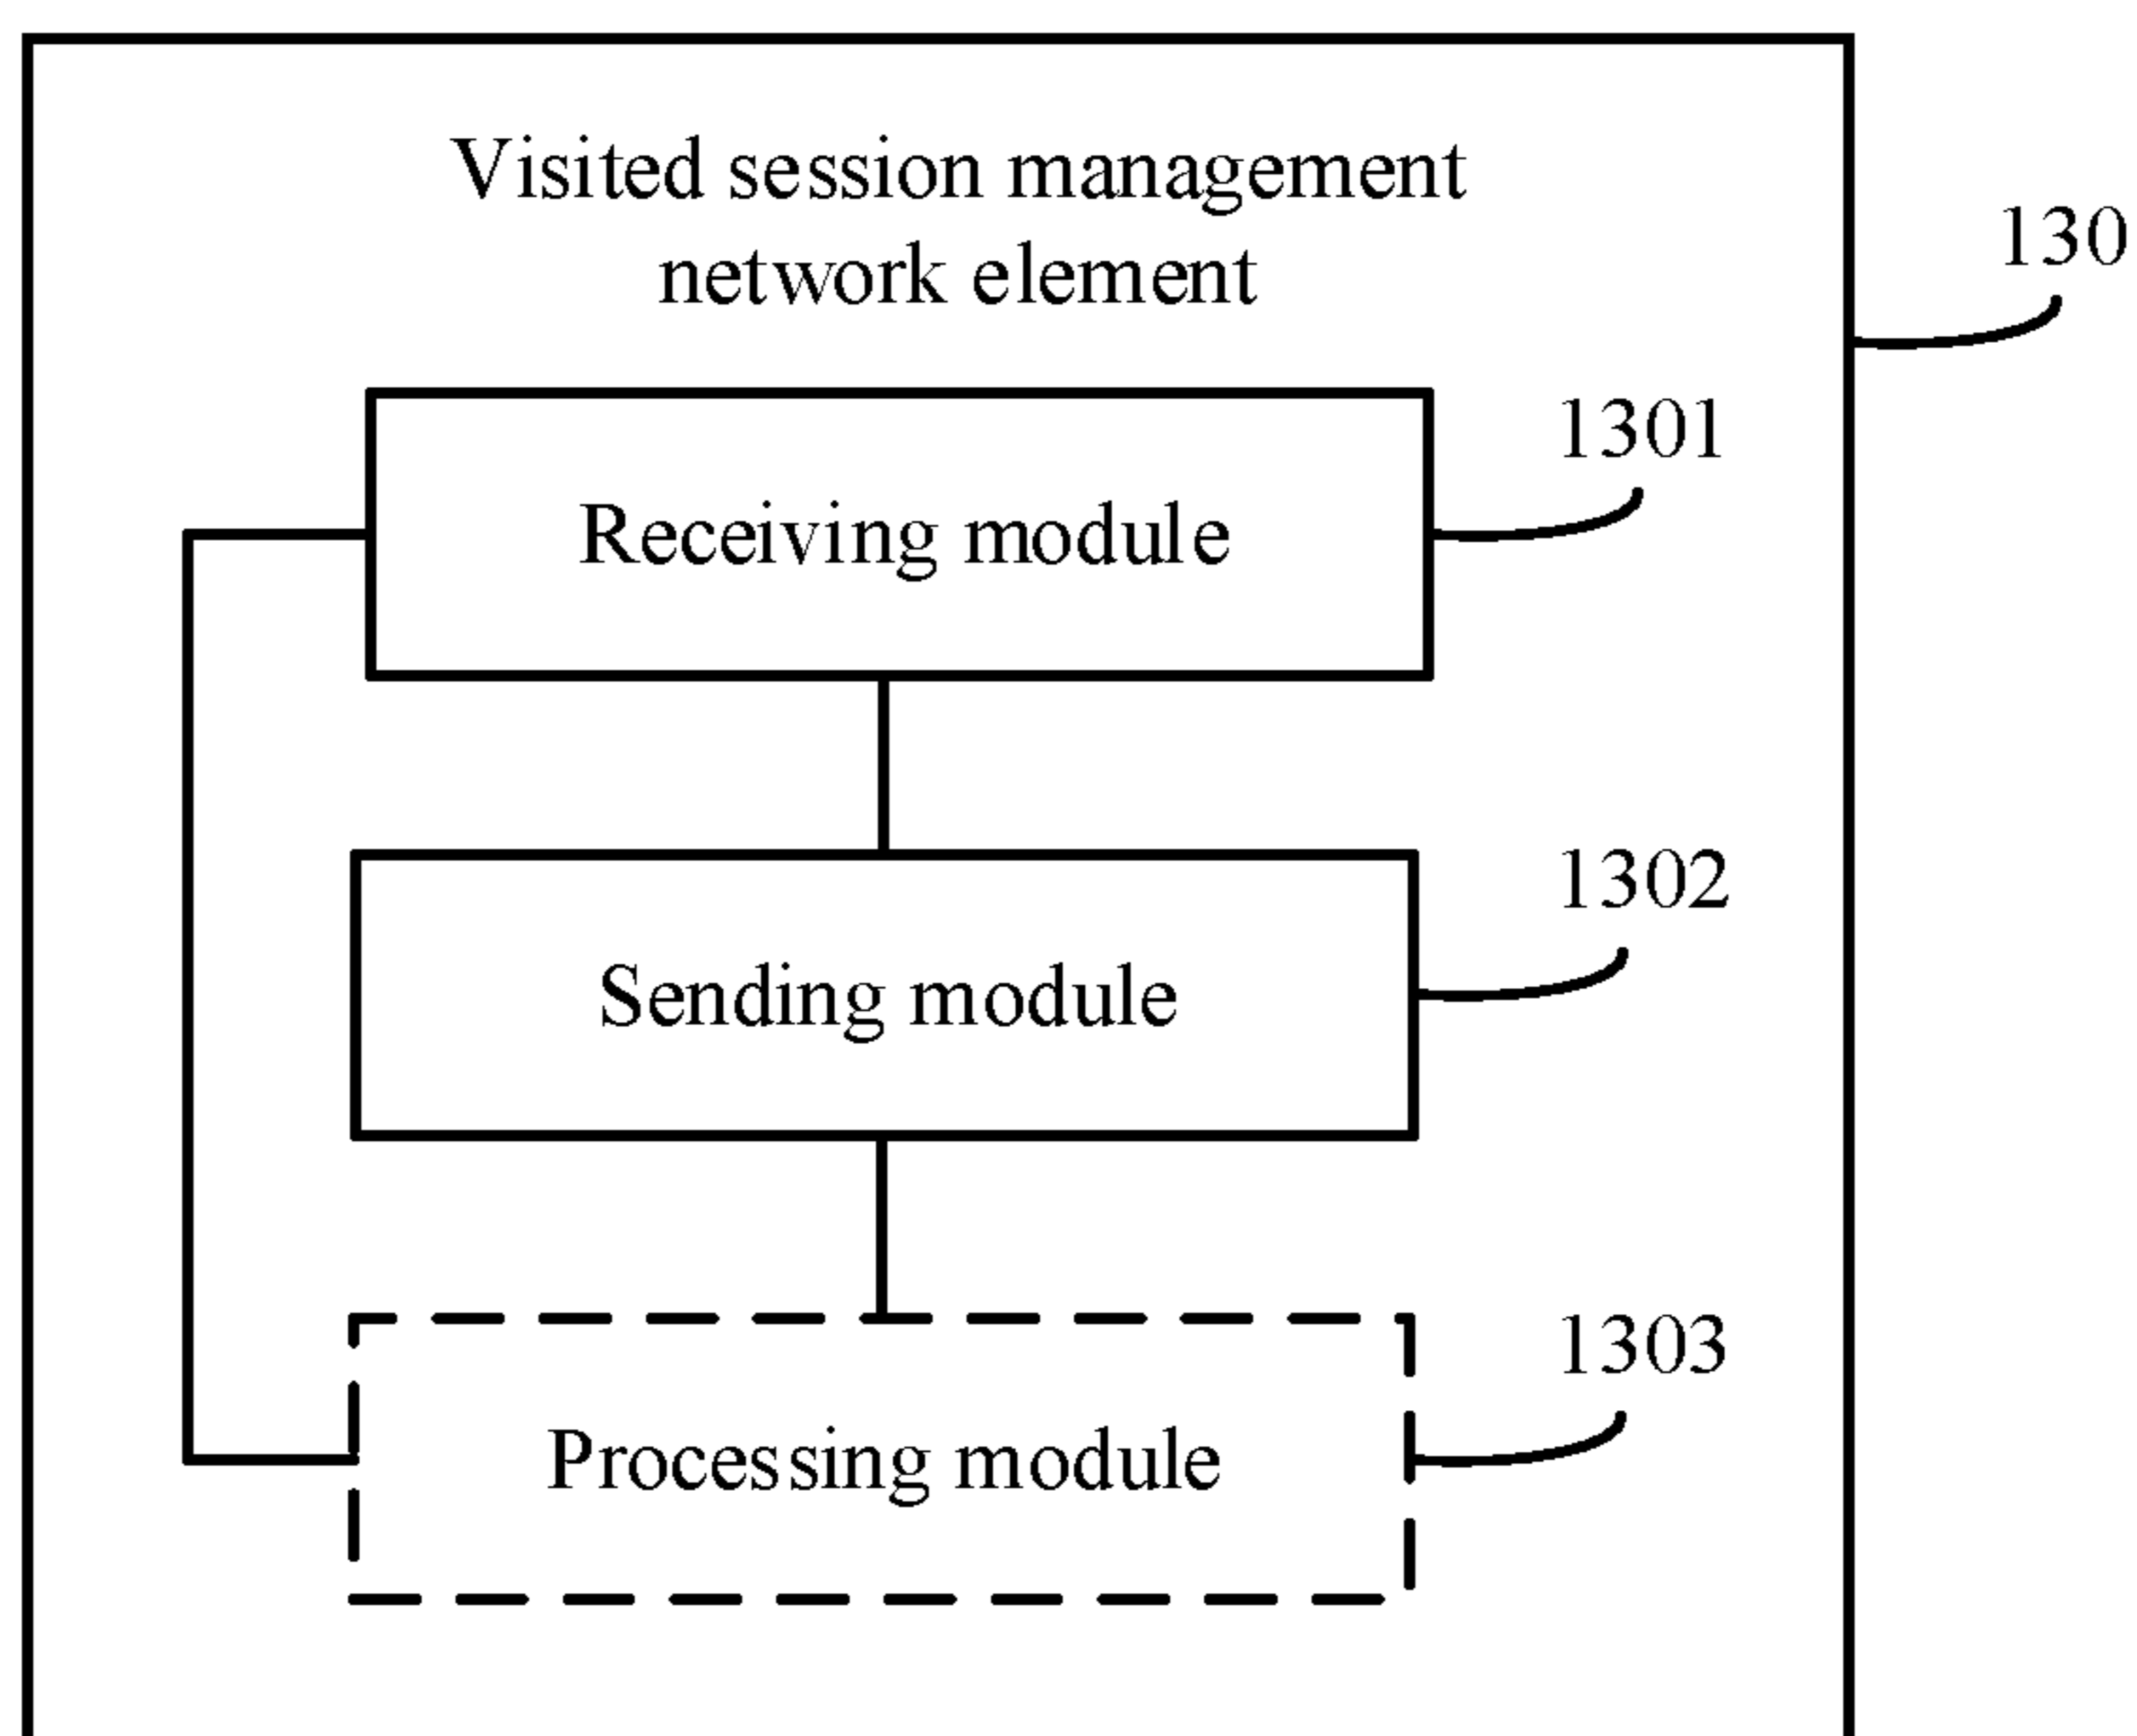 Visited session management
network element
130
1301
Receiving module
1302
Sending module
1303
Processing module